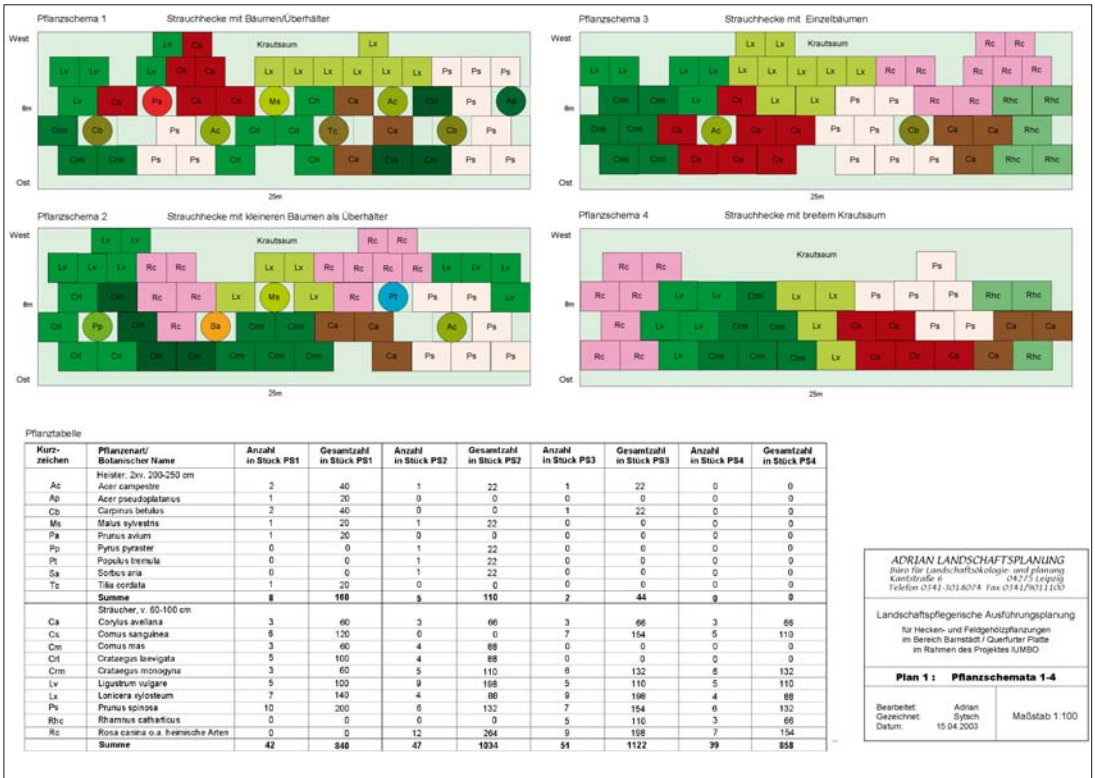 Pflanzschema 1 Strauchhecke mit Bäumen/Überhälter
West
Lv Cs Krautsaum Lx
Lv Lv Lv Cs Cs Lx Lx Lx Lx Lx Lx Ps Ps Ps
8m Lv Cs Pa Cs Cs Ms Crl Ca Ac Cm Ps Ap
Crm Cb Ps Ac Crl Crl Tc Ca Cb Ps
Crm Crm Ps Ps Crl Crl Ca Cm Cm Ps Ps
Ost
25m
Pflanzschema 3 Strauchhecke mit Einzelbäumen
West
Lx Lx Krautsaum Rc Rc
Lv Lv Lx Lx Lx Lx Lx Rc Rc Rc Rc Rc
8m Crm Crm Lv Cs Lx Lx Ps Ps Rc Rc Rhc Rhc
Crm Crm Cs Ac Cs Cs Ps Ps Cb Ca Ca Rhc
Crm Crm Cs Cs Cs Ps Ps Ps Ca Rhc Rhc
Ost
25m
Pflanzschema 2 Strauchhecke mit kleineren Bäumen als Überhälter
West
Lv Lv Krautsaum Rc Rc
Lv Lv Lv Rc Rc Lx Lx Rc Rc Rc Rc Lv Lv Lv
8m Crl Cm Rc Rc Lx Ms Lx Rc Pt Ps Ps Lv
Crl Pp Cm Rc Sa Crm Crm Ca Ca Ac Ps
Crl Crl Cm Cm Crm Crm Crm Ca Ps Ps Ps
Ost
25m
Pflanzschema 4 Strauchhecke mit breitem Krautsaum
West
Krautsaum
Rc Rc Ps
8m Rc Rc Lv Lv Crm Lx Lx Ps Ps Ps Rhc Rhc
Rc Lv Lv Crm Crm Lx Cs Cs Ps Ps Ca Ca
Rc Rc Lv Crm Crm Crm Lx Cs Cs Cs Ca Rhc
Ost
25m
Pflanztabelle
Kurz-zeichen Pflanzenart/ Botanischer Name Anzahl in Stück PS1 Gesamtzahl in Stück PS1 Anzahl in Stück PS2 Gesamtzahl in Stück PS2 Anzahl in Stück PS3 Gesamtzahl in Stück PS3 Anzahl in Stück PS4 Gesamtzahl in Stück PS4
Heister, 2xv. 200-250 cm
Ac Acer campestre 2 40 1 22 1 22 0 0
Ap Acer pseudoplatanus 1 20 0 0 0 0 0 0
Cb Carpinus betulus 2 40 0 0 1 22 0 0
Ms Malus sylvestris 1 20 1 22 0 0 0 0
Pa Prunus avium 1 20 0 0 0 0 0 0
Pp Pyrus pyraster 0 0 1 22 0 0 0 0
Pt Populus tremula 0 0 1 22 0 0 0 0
Sa Sorbus aria 0 0 1 22 0 0 0 0
Tc Tilia cordata 1 20 0 0 0 0 0 0
Summe 8 160 5 110 2 44 0 0
Sträucher, v. 60-100 cm
Ca Corylus avellana 3 60 3 66 3 66 3 66
Cs Cornus sanguinea 6 120 0 0 7 154 5 110
Cm Cornus mas 3 60 4 88 0 0 0 0
Crl Crataegus laevigata 5 100 4 88 0 0 0 0
Crm Crataegus monogyna 3 60 5 110 6 132 6 132
Lv Ligustrum vulgare 5 100 9 198 5 110 5 110
Lx Lonicera xylosteum 7 140 4 88 9 198 4 88
Ps Prunus spinosa 10 200 6 132 7 154 6 132
Rhc Rhamnus catharticus 0 0 0 0 5 110 3 66
Rc Rosa canina o.a. heimische Arten 0 0 12 264 9 198 7 154
Summe 42 840 47 1034 51 1122 39 858
ADRIAN LANDSCHAFTSPLANUNG
Büro für Landschaftsökologie- und planung
Kantstraße 6 04275 Leipzig
Telefon 0341-3018074 Fax 0341/9011100
Landschaftspflegerische Ausführungsplanung
für Hecken- und Feldgehölzpflanzungen
im Bereich Barnstädt / Querfurter Platte
im Rahmen des Projektes IUMBO
Plan 1 : Pflanzschemata 1-4
Bearbeitet: Adrian
Gezeichnet: Sytsch
Datum: 15.04.2003
Maßstab 1:100